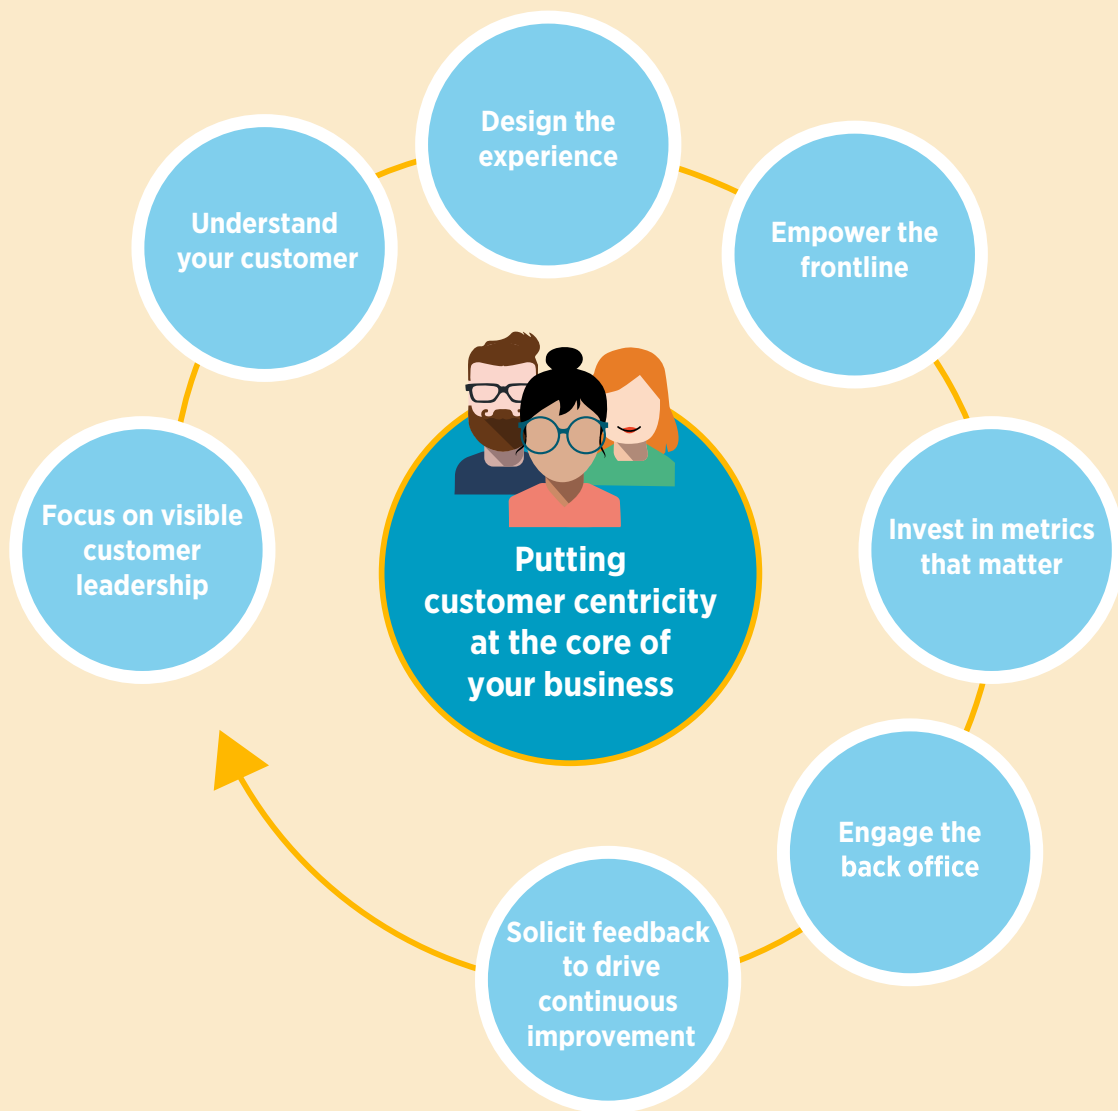 Design the
experience
Understand
your customer
Empower the
frontline
Focus on visible
customer
leadership
Invest in metrics
that matter
Putting
customer centricity
at the core of
your business
Engage the
back office
Solicit feedback
to drive
continuous
improvement